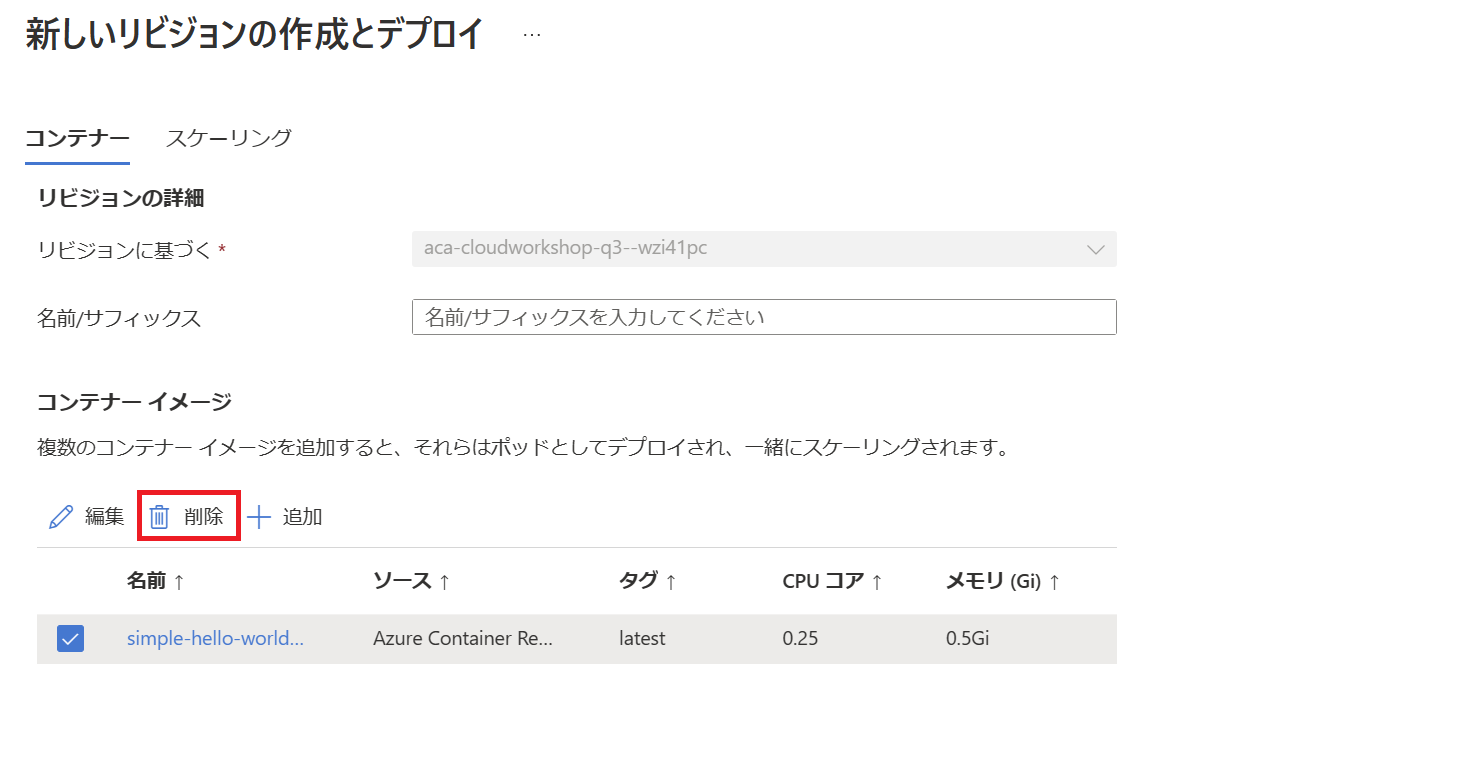 新しいリビジョンの作成とデプロイ ...
コンテナー スケーリング
リビジョンの詳細
リビジョンに基づく * aca-cloudworkshop-q3--wzi41pc
名前/サフィックス 名前/サフィックスを入力してください
コンテナー イメージ
複数のコンテナー イメージを追加すると、それらはポッドとしてデプロイされ、一緒にスケーリングされます。
編集 削除 追加
名前 ↑ ソース ↑ タグ ↑ CPU コア ↑ メモリ (Gi) ↑
simple-hello-world... Azure Container Re... latest 0.25 0.5Gi